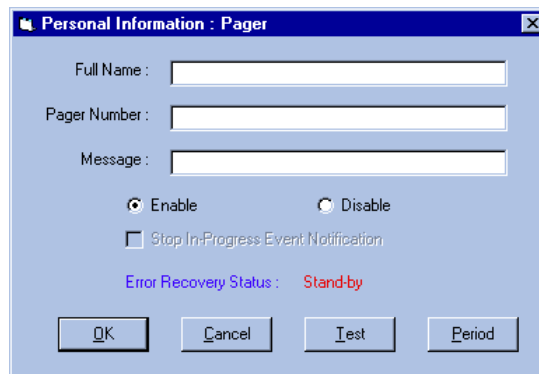 Personal Information : Pager
Full Name :
Pager Number :
Message :
Enable Disable
Stop In-Progress Event Notification
Error Recovery Status : Stand-by
OK Cancel Test Period